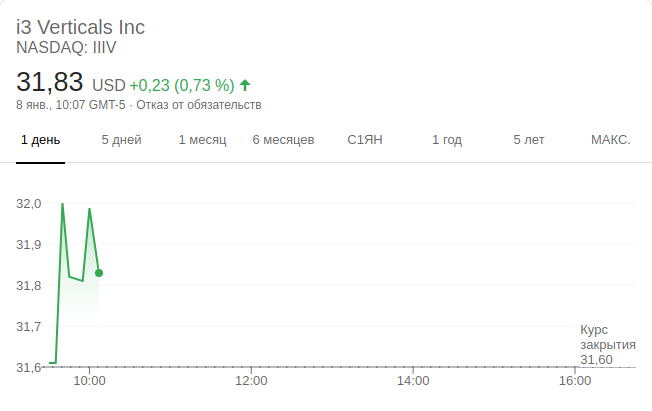 i3 Verticals Inc
NASDAQ: IIIV
31,83 USD +0,23 (0,73 %)
8 янв., 10:07 GMT-5 · Отказ от обязательств
1 день 5 дней 1 месяц 6 месяцев С1ЯН 1 год 5 лет МАКС.
32,0
31,9
31,8
31,7
31,6
Курс
закрытия
31,60
10:00 12:00 14:00 16:00